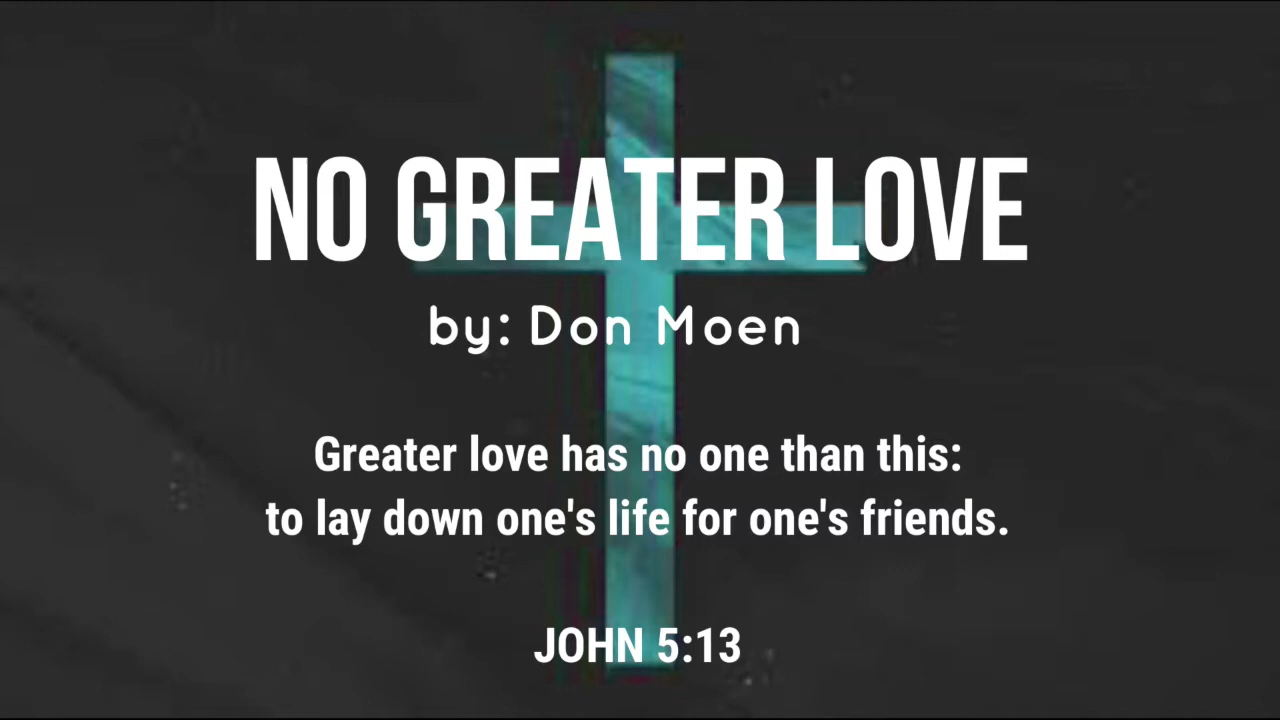 NO GREATER LOVE
by: Don Moen
Greater love has no one than this:
to lay down one's life for one's friends.
JOHN 5:13